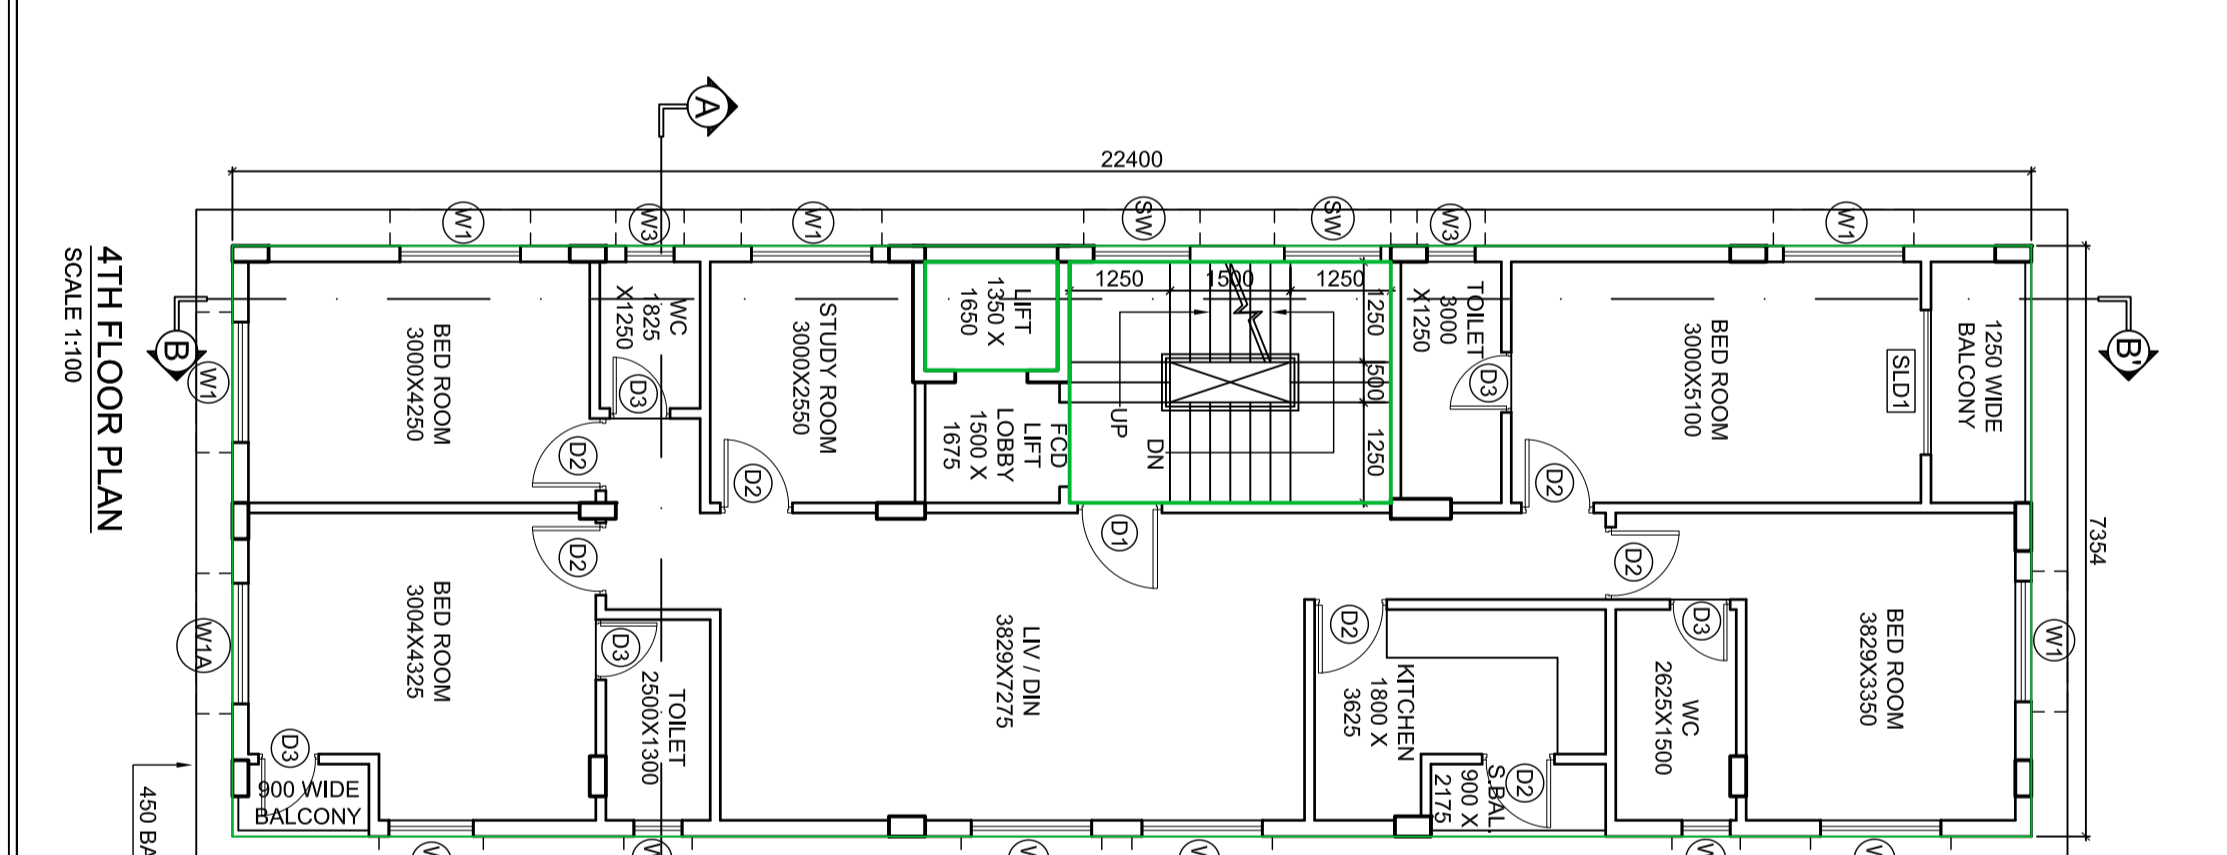 A
22400
W1
W3
W1
SW
SW
W3
W1
4TH FLOOR PLAN
SCALE 1:100
B
B'
W1
BED ROOM
3000X4250
WC
1825
X1250
D3
D2
STUDY ROOM
3000X2550
D2
LIFT
1350 X
1650
FCD
LIFT
LOBBY
1500 X
1675
1250
1500
1250
1250
500
1250
UP
DN
TOILET
3000
X1250
D3
BED ROOM
3000X5100
D2
SLD1
1250 WIDE
BALCONY
7354
W1A
BED ROOM
3004X4325
D2
D3
TOILET
2500X1300
D3
900 WIDE
BALCONY
450 BA
D1
LIV / DIN
3829X7275
D2
KITCHEN
1800 X
3625
D2
S.BAL.
900 X
2175
D2
D3
WC
2625X1500
BED ROOM
3829X3350
W1